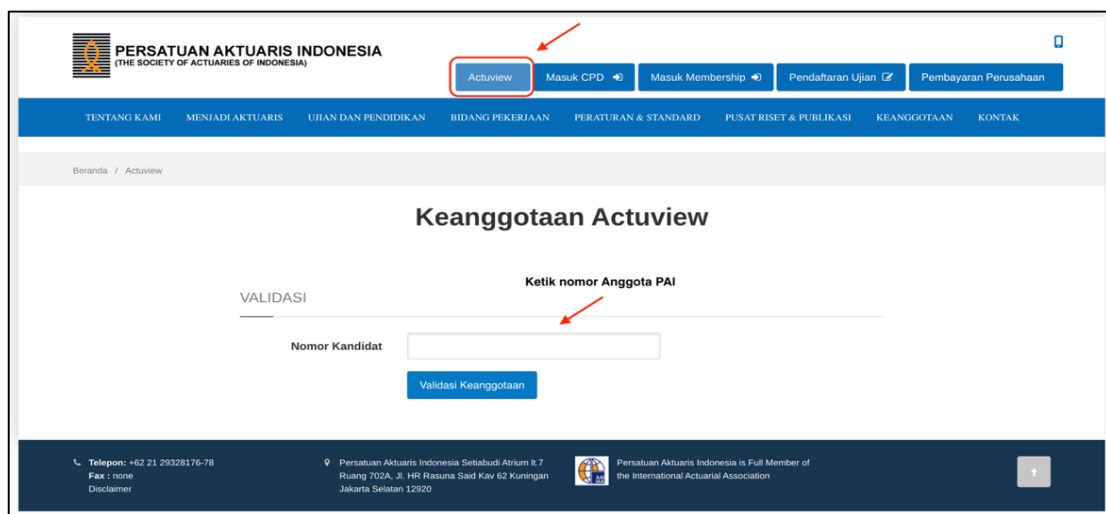 PERSATUAN AKTUARIS INDONESIA
(THE SOCIETY OF ACTUARIES OF INDONESIA)
Actuview
Masuk CPD
Masuk Membership
Pendaftaran Ujian
Pembayaran Perusahaan
TENTANG KAMI
MENJADI AKTUARIS
UJIAN DAN PENDIDIKAN
BIDANG PEKERJAAN
PERATURAN & STANDARD
PUSAT RISET & PUBLIKASI
KEANGGOTAAN
KONTAK
Beranda / Actuview
Keanggotaan Actuview
Ketik nomor Anggota PAI
VALIDASI
Nomor Kandidat
Validasi Keanggotaan
Telepon: +62 21 29328176-78
Fax : none
Disclaimer
Persatuan Aktuaris Indonesia Setiabudi Atrium lt.7
Ruang 702A, Jl. HR Rasuna Said Kav 62 Kuningan
Jakarta Selatan 12920
Persatuan Aktuaris Indonesia is Full Member of
the International Actuarial Association